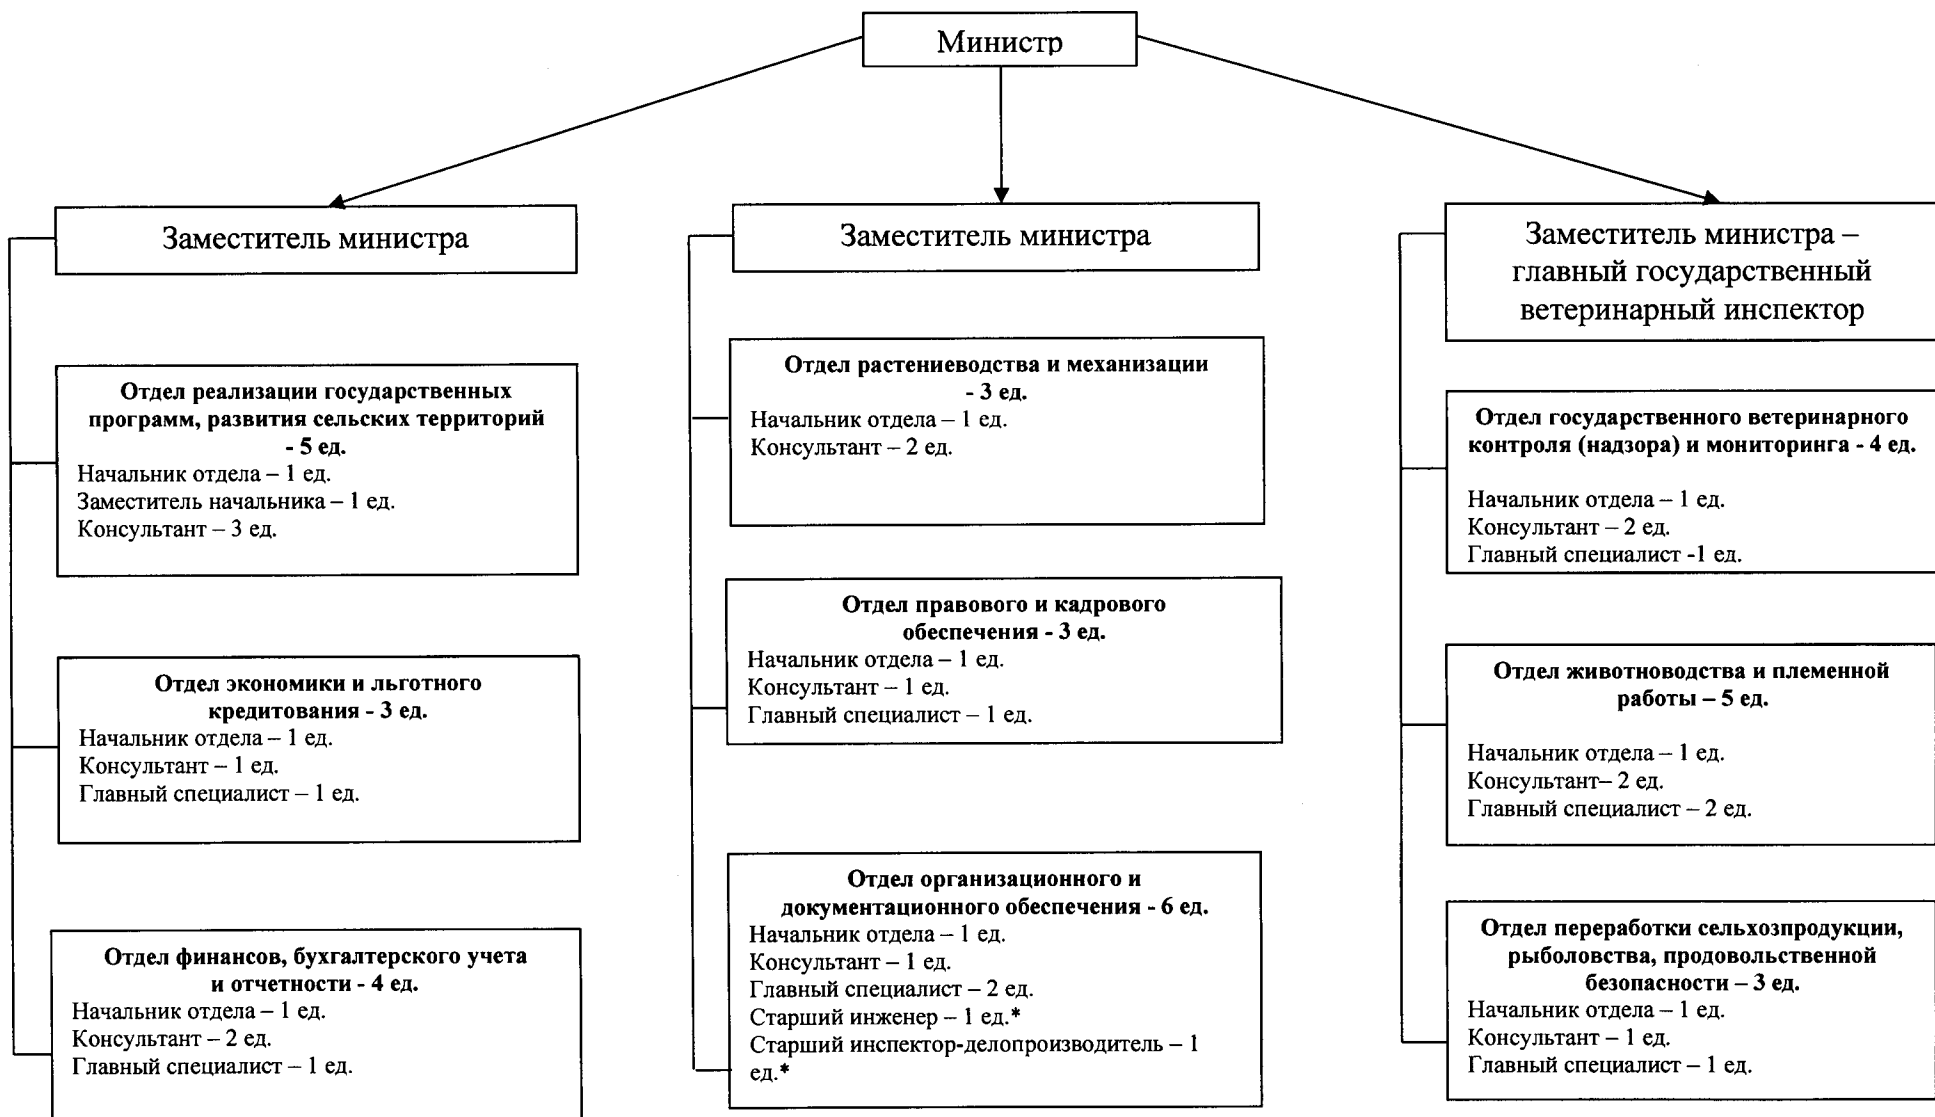 Министр
Заместитель министра
Отдел реализации государственных
программ, развития сельских территорий
- 5 ед.
Начальник отдела – 1 ед.
Заместитель начальника – 1 ед.
Консультант – 3 ед.
Отдел экономики и льготного
кредитования - 3 ед.
Начальник отдела – 1 ед.
Консультант – 1 ед.
Главный специалист – 1 ед.
Отдел финансов, бухгалтерского учета
и отчетности - 4 ед.
Начальник отдела – 1 ед.
Консультант – 2 ед.
Главный специалист – 1 ед.
Заместитель министра
Отдел растениеводства и механизации
- 3 ед.
Начальник отдела – 1 ед.
Консультант – 2 ед.
Отдел правового и кадрового
обеспечения - 3 ед.
Начальник отдела – 1 ед.
Консультант – 1 ед.
Главный специалист – 1 ед.
Отдел организационного и
документационного обеспечения - 6 ед.
Начальник отдела – 1 ед.
Консультант – 1 ед.
Главный специалист – 2 ед.
Старший инженер – 1 ед.*
Старший инспектор-делопроизводитель – 1
ед.*
Заместитель министра –
главный государственный
ветеринарный инспектор
Отдел государственного ветеринарного
контроля (надзора) и мониторинга - 4 ед.
Начальник отдела – 1 ед.
Консультант – 2 ед.
Главный специалист -1 ед.
Отдел животноводства и племенной
работы – 5 ед.
Начальник отдела – 1 ед.
Консультант– 2 ед.
Главный специалист – 2 ед.
Отдел переработки сельхозпродукции,
рыболовства, продовольственной
безопасности – 3 ед.
Начальник отдела – 1 ед.
Консультант – 1 ед.
Главный специалист – 1 ед.